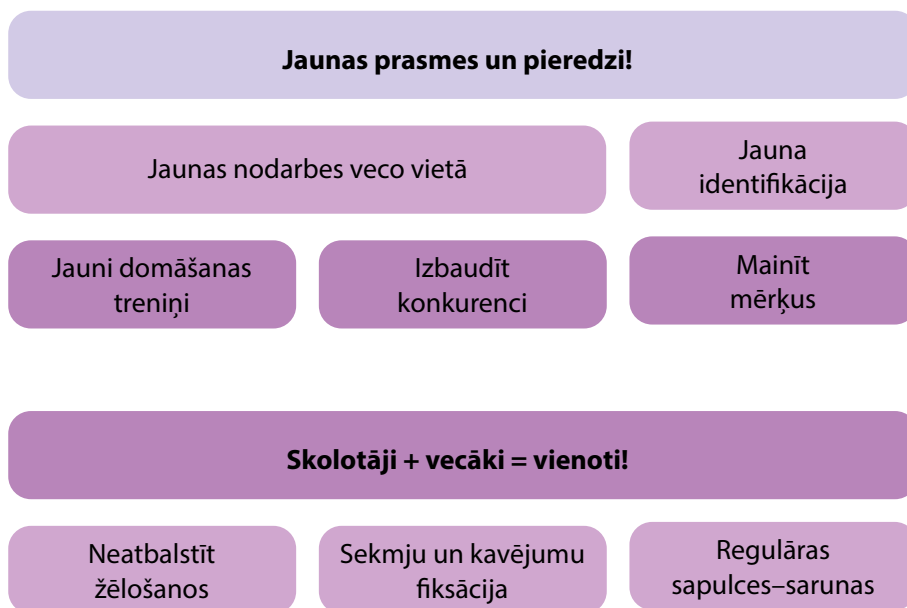 Jaunas prasmes un pieredzi!
Jaunas nodarbes veco vietā
Jauna
identifikācija
Jauni domāšanas
treniņi
Izbaudīt
konkurenci
Mainīt
mērķus
Skolotāji + vecāki = vienoti!
Neatbalstīt
žēlošanos
Sekmju un kavējumu
fiksācija
Regulāras
sapulces–sarunas